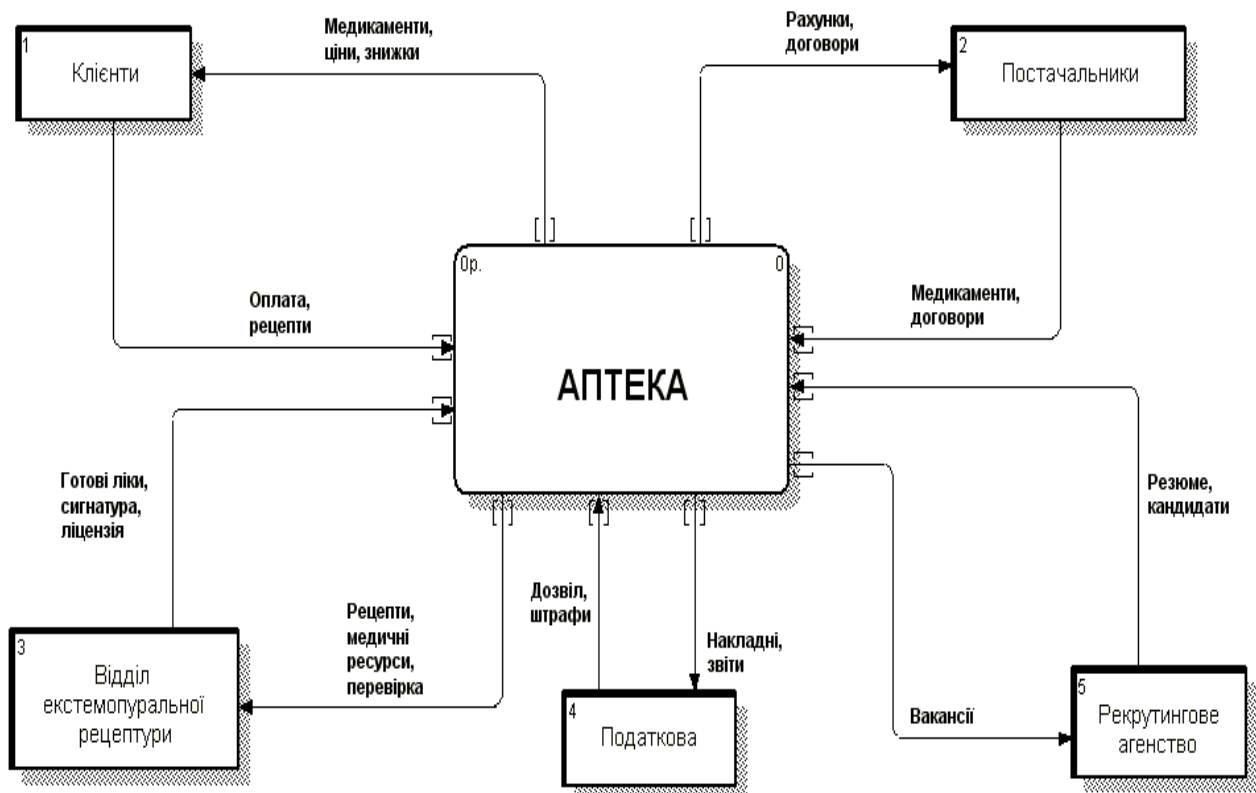 1
Клієнти
Медикаменти,
ціни, знижки
Рахунки,
договори
2
Постачальники
Оплата,
рецепти
0р.
0
АПТЕКА
Медикаменти,
договори
Готові ліки,
сигнатура,
ліцензія
Резюме,
кандидати
3
Відділ
екстемопуральної
рецептури
Рецепти,
медичні
ресурси,
перевірка
Дозвіл,
штрафи
Накладні,
звіти
4
Податкова
Вакансії
5
Рекрутингове
агенство